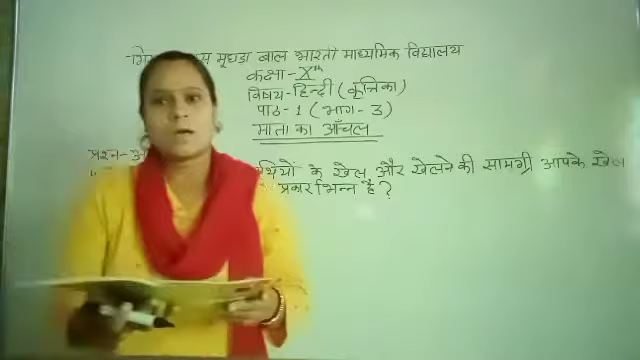 मूघड़ा बाल भारती माध्यमिक विद्यालय
कक्षा - Xth
विषय - हिन्दी (कृतिका)
पाठ - 1 (भाग - 3)
माता का आँचल
प्रश्न - के खेल और खेलने की सामग्री आपके खेल
प्रकार भिन्न है ?